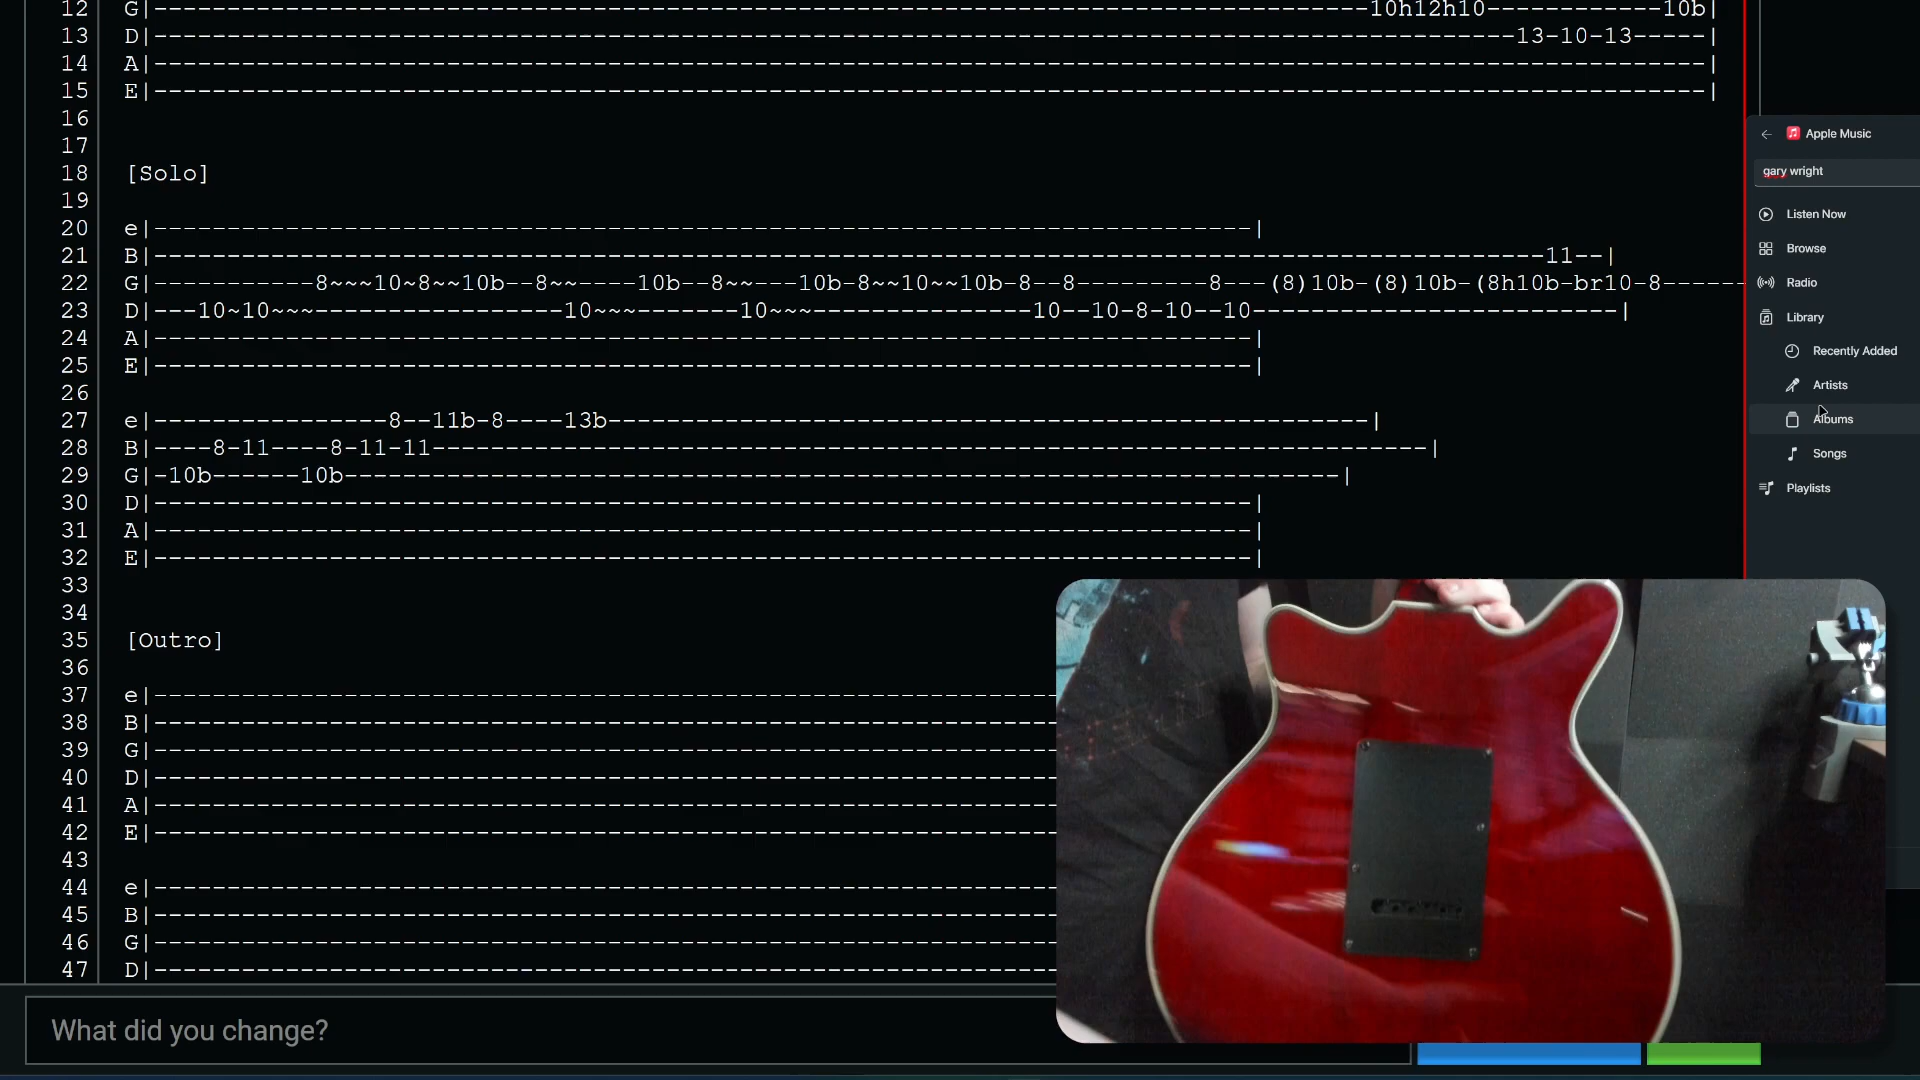 12 G|-----------------------------------------------------------------------------------10h12h10------------10b|
13 D|---------------------------------------------------------------------------------------------13-10-13-----|
14 A|----------------------------------------------------------------------------------------------------------|
15 E|----------------------------------------------------------------------------------------------------------|
16
17
18 [Solo]
19
20 e|---------------------------------------------------------------------------|
21 B|-----------------------------------------------------------------------------------------------11--|
22 G|-----------8~~~10~8~~10b--8~~----10b--8~~---10b-8~~10~~10b-8--8---------8---(8)10b-(8)10b-(8h10b-br10-8------
23 D|---10~10~~~-----------------10~~~-------10~~~---------------10--10-8-10--10-------------------------|
24 A|---------------------------------------------------------------------------|
25 E|---------------------------------------------------------------------------|
26
27 e|----------------8--11b-8----13b----------------------------------------------------|
28 B|----8-11----8-11-11--------------------------------------------------------------------|
29 G|-10b------10b--------------------------------------------------------------------|
30 D|---------------------------------------------------------------------------|
31 A|---------------------------------------------------------------------------|
32 E|---------------------------------------------------------------------------|
33
34
35 [Outro]
36
37 e|--------------------------------------------------------------
38 B|--------------------------------------------------------------
39 G|--------------------------------------------------------------
40 D|--------------------------------------------------------------
41 A|--------------------------------------------------------------
42 E|--------------------------------------------------------------
43
44 e|--------------------------------------------------------------
45 B|--------------------------------------------------------------
46 G|--------------------------------------------------------------
47 D|--------------------------------------------------------------
What did you change?
Apple Music
gary wright
Listen Now
Browse
Radio
Library
Recently Added
Artists
Albums
Songs
Playlists